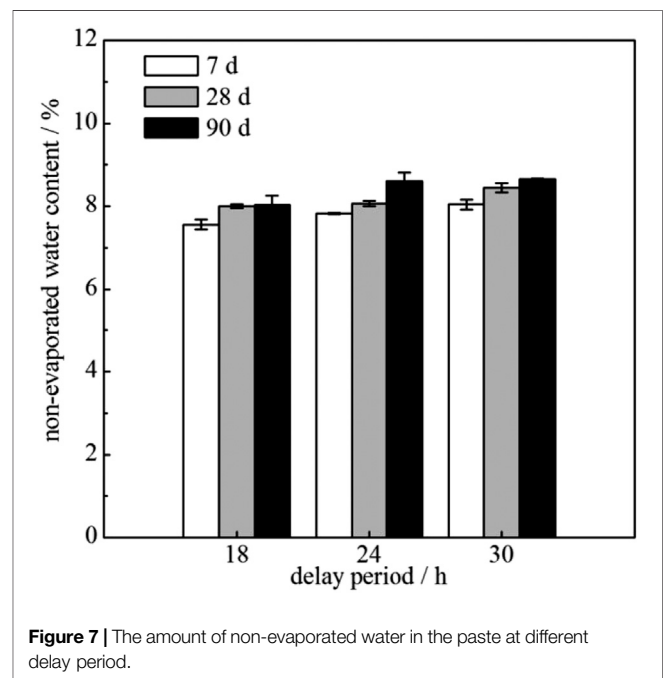 12
10
8
6
4
2
0
non-evaporated water content / %
7 d
28 d
90 d
18
24
30
delay period / h
Figure 7 | The amount of non-evaporated water in the paste at different
delay period.